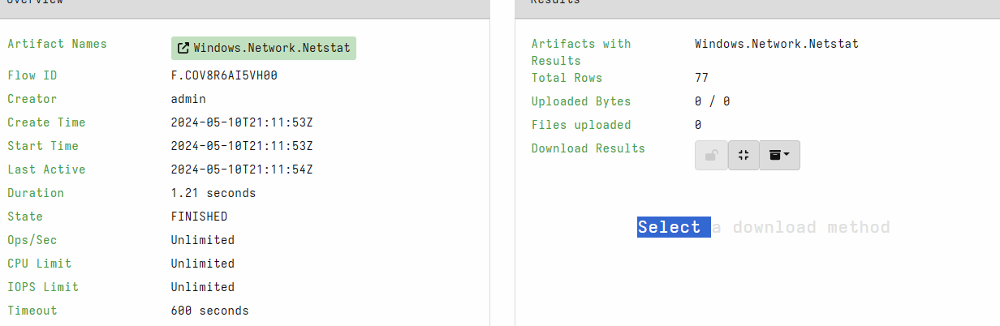 Overview
Artifact Names Windows.Network.Netstat
Flow ID F.COV8R6AI5VH00
Creator admin
Create Time 2024-05-10T21:11:53Z
Start Time 2024-05-10T21:11:53Z
Last Active 2024-05-10T21:11:54Z
Duration 1.21 seconds
State FINISHED
Ops/Sec Unlimited
CPU Limit Unlimited
IOPS Limit Unlimited
Timeout 600 seconds
Results
Artifacts with Windows.Network.Netstat
Results
Total Rows 77
Uploaded Bytes 0 / 0
Files uploaded 0
Download Results
Select a download method